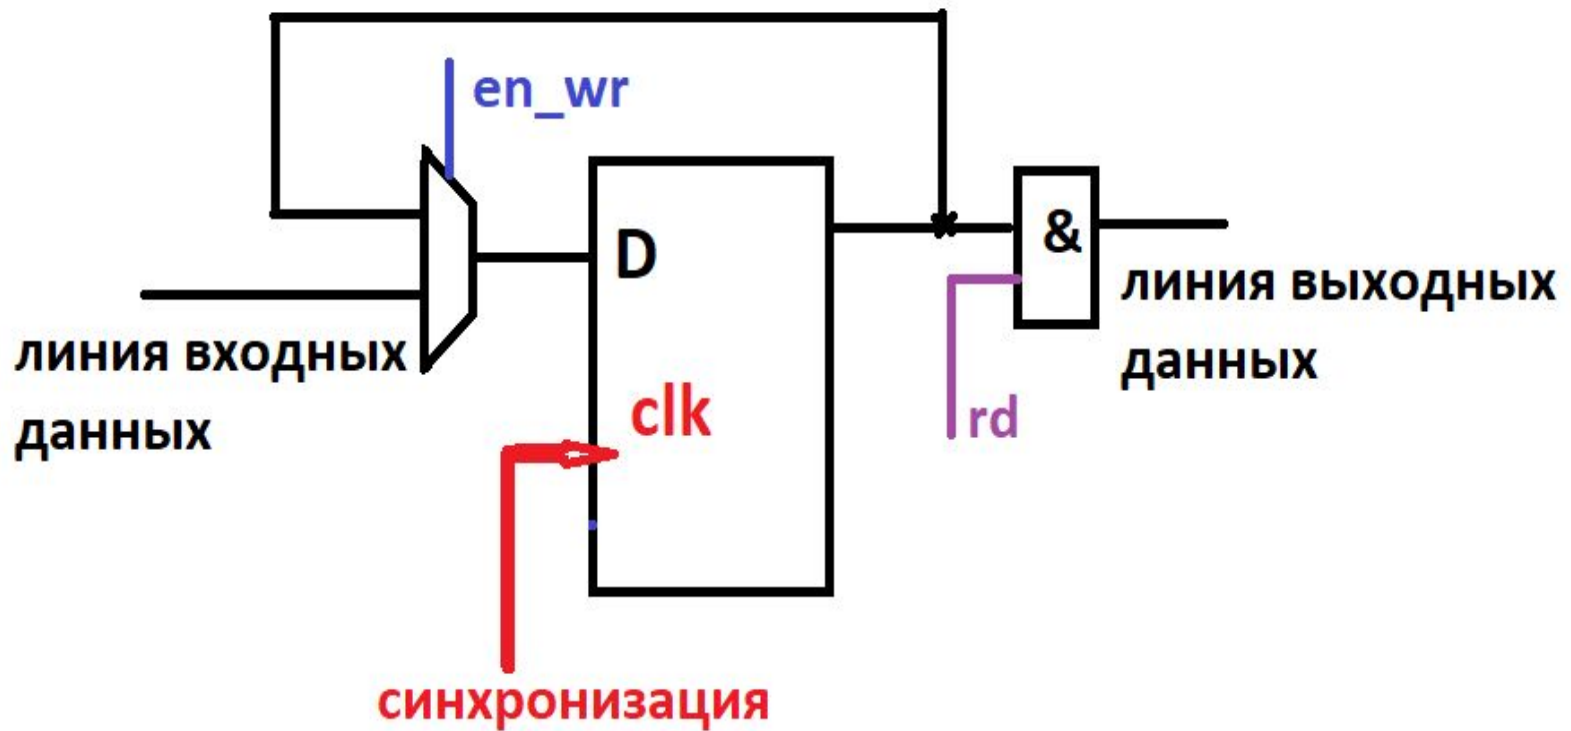 en_wr
D
&
линия входных
данных
clk
rd
линия выходных
данных
синхронизация